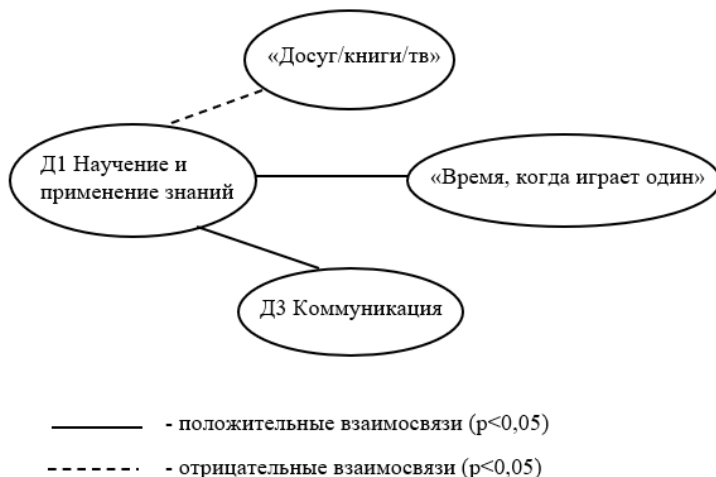 «Досуг/книги/тв»
Д1 Научение и
применение знаний
«Время, когда играет один»
Д3 Коммуникация
- положительные взаимосвязи (p<0,05)
- отрицательные взаимосвязи (p<0,05)